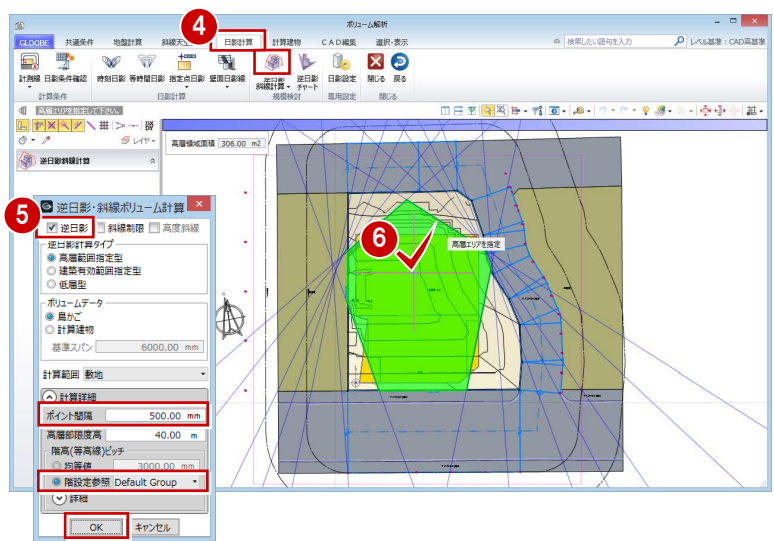 ボリューム解析
4
GLOOBE 共通条件 地盤計算 斜線天空 日影計算 計算建物 CAD編集 選択・表示
検索したい語句を入力 レベル基準：CAD高基準
計測線 日影条件確認 時刻日影 等時間日影 指定点日影 壁面日影線 逆日影斜線計算 逆日影チャート 日影設定 閉じる 戻る
計算条件 日影計算 規模検討 専用設定 閉じる
高層エリアを指定して下さい。
レイヤ
高層領域面積 306.00 m2
逆日影斜線計算
5
逆日影・斜線ボリューム計算
逆日影 斜線制限 高度斜線
逆日影計算タイプ
高層範囲指定型
建築有効範囲指定型
低層型
ボリュームデータ
鳥かご
計算建物
基準スパン 6000.00 mm
計算範囲 敷地
計算詳細
ポイント間隔 500.00 mm
高層部限度高 40.00 m
階高(等高線)ピッチ
均等値 3000.00 mm
階設定参照 Default Group
詳細
OK キャンセル
6
高層エリアを指定